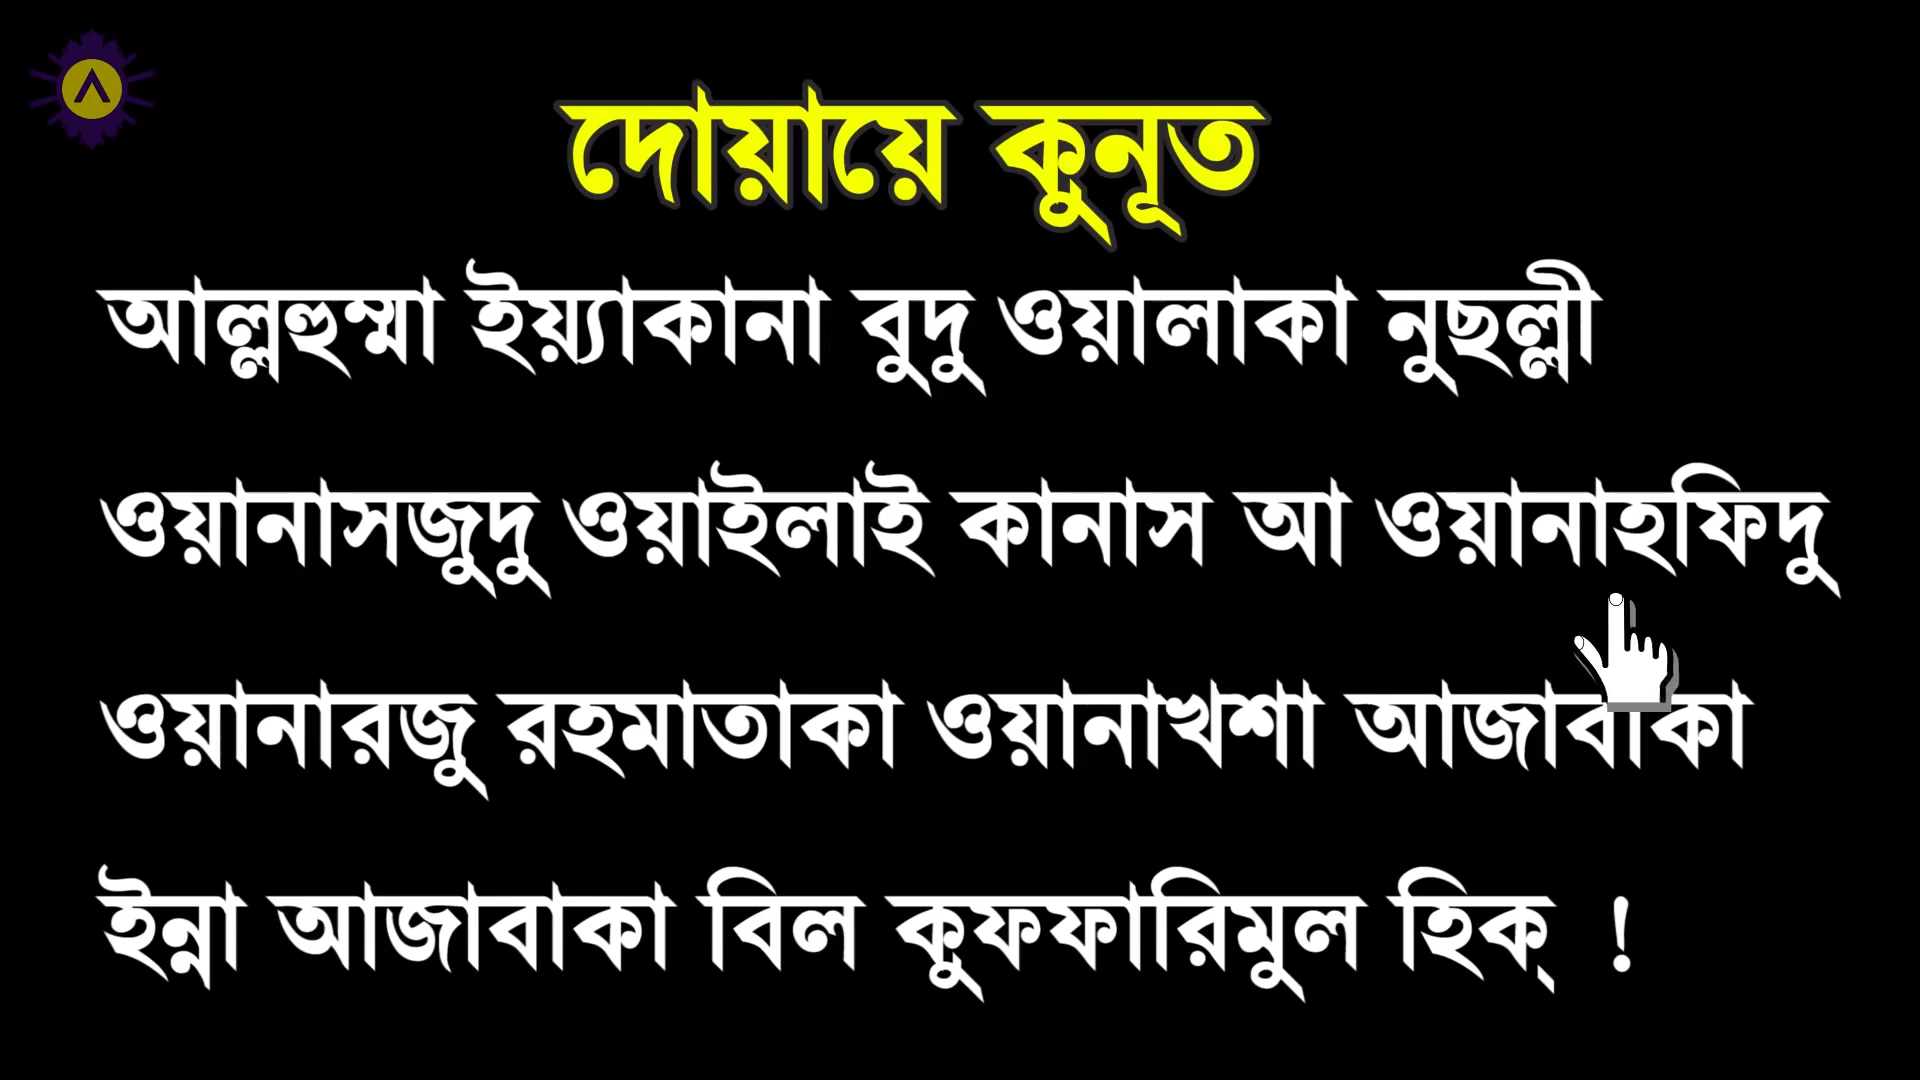 দোয়ায়ে কুনূত
আল্লহুম্মা ইয়্যাকানা বুদু ওয়ালাকা নুছল্লী
ওয়ানাসজুদু ওয়াইলাই কানাস আ ওয়ানাহফিদু
ওয়ানারজু রহমাতাকা ওয়ানাখশা আজাবাকা
ইন্না আজাবাকা বিল কুফফারিমুল হিক্ !